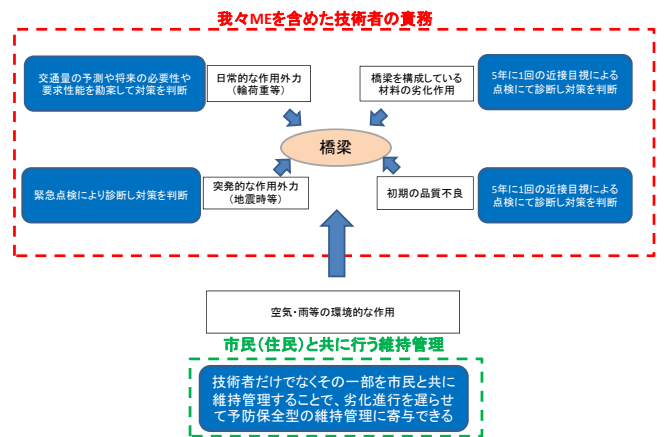 我々MEを含めた技術者の責務
交通量の予測や将来の必要性や
要求性能を勘案して対策を判断
日常的な作用外力
(輪荷重等)
橋梁を構成している
材料の劣化作用
5年に1回の近接目視による
点検にて診断し対策を判断
橋梁
緊急点検により診断し対策を判断
突発的な作用外力
(地震時等)
初期の品質不良
5年に1回の近接目視による
点検にて診断し対策を判断
空気・雨等の環境的な作用
市民(住民)と共に行う維持管理
技術者だけでなくその一部を市民と共に
維持管理することで、劣化進行を遅らせ
て予防保全型の維持管理に寄与できる